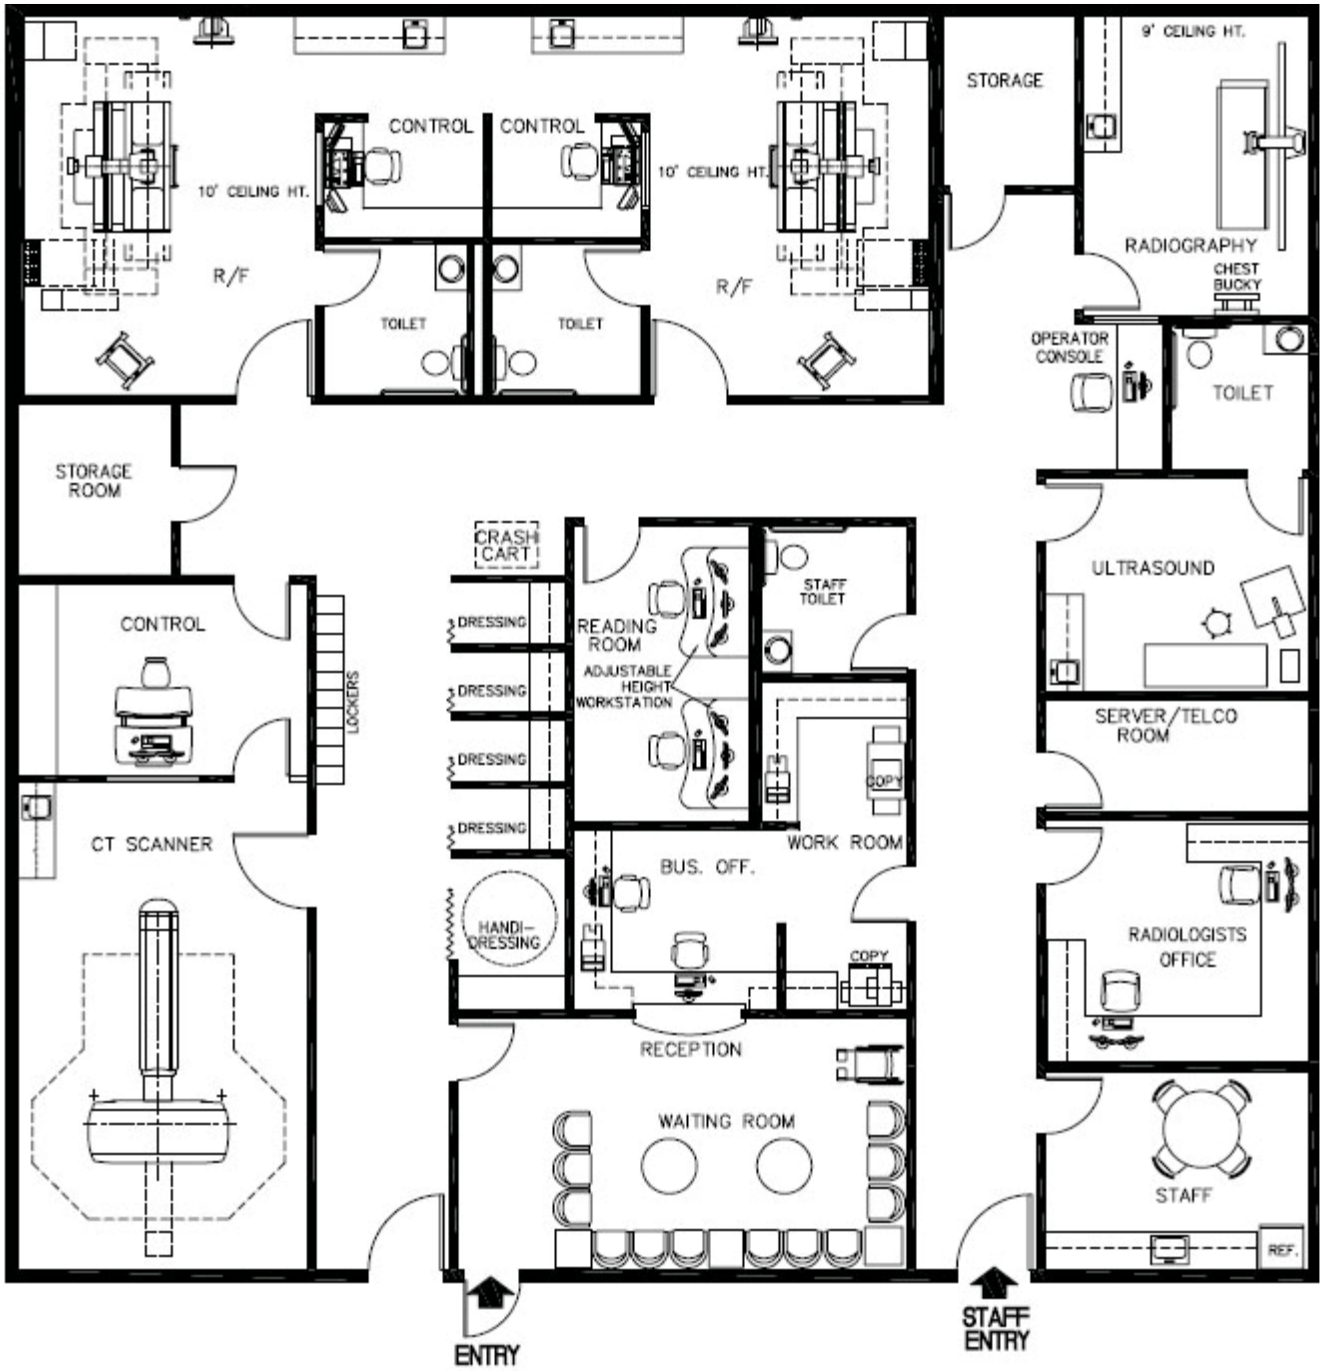 9' CEILING HT.
STORAGE
CONTROL
CONTROL
10' CEILING HT.
10' CEILING HT.
R/F
R/F
RADIOGRAPHY
CHEST
BUCKY
TOILET
TOILET
OPERATOR
CONSOLE
TOILET
STORAGE
ROOM
CRASH
CART
ULTRASOUND
STAFF
TOILET
CONTROL
DRESSING
READING
ROOM
ADJUSTABLE
HEIGHT
WORKSTATION
DRESSING
LOCKERS
SERVER/TELCO
ROOM
DRESSING
COPY
DRESSING
CT SCANNER
WORK ROOM
BUS. OFF.
HANDI-
DRESSING
RADIOLOGISTS
OFFICE
COPY
RECEPTION
WAITING ROOM
STAFF
REF.
STAFF
ENTRY
ENTRY